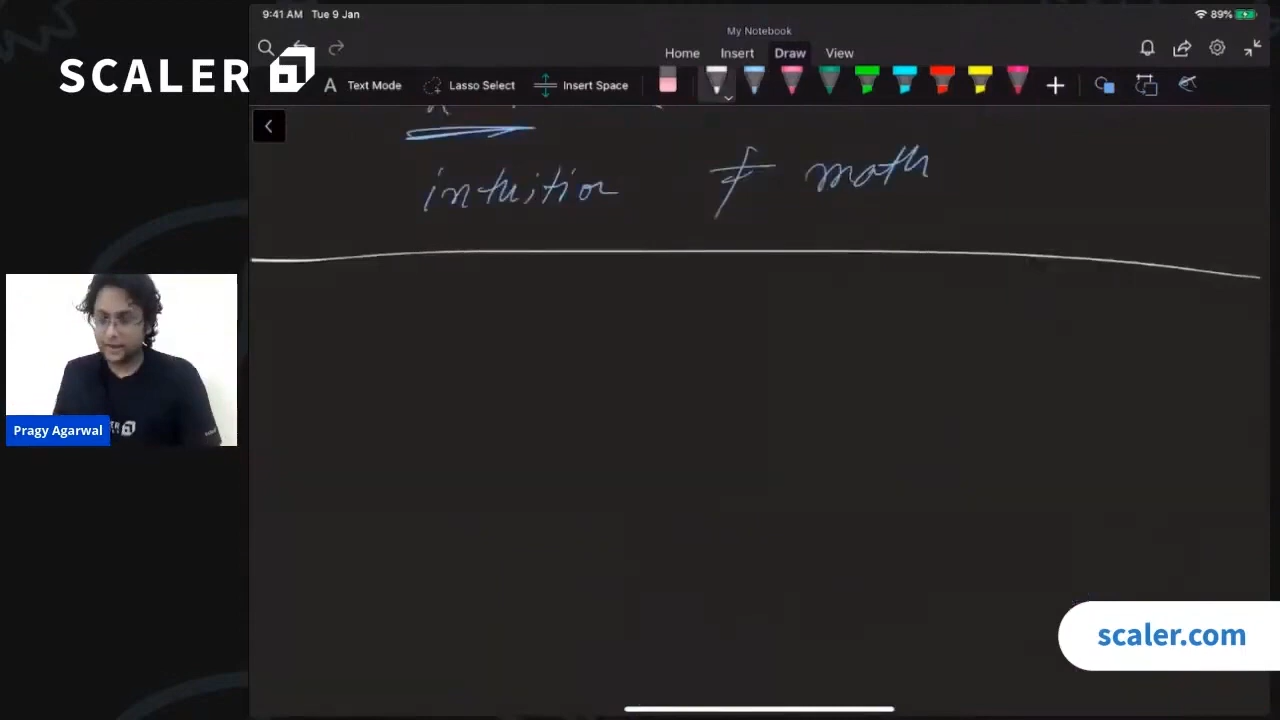 9:41 AM Tue 9 Jan
89%
My Notebook
Home Insert Draw View
SCALER
A Text Mode Lasso Select Insert Space
intuition ≠ math
Pragy Agarwal
scaler.com